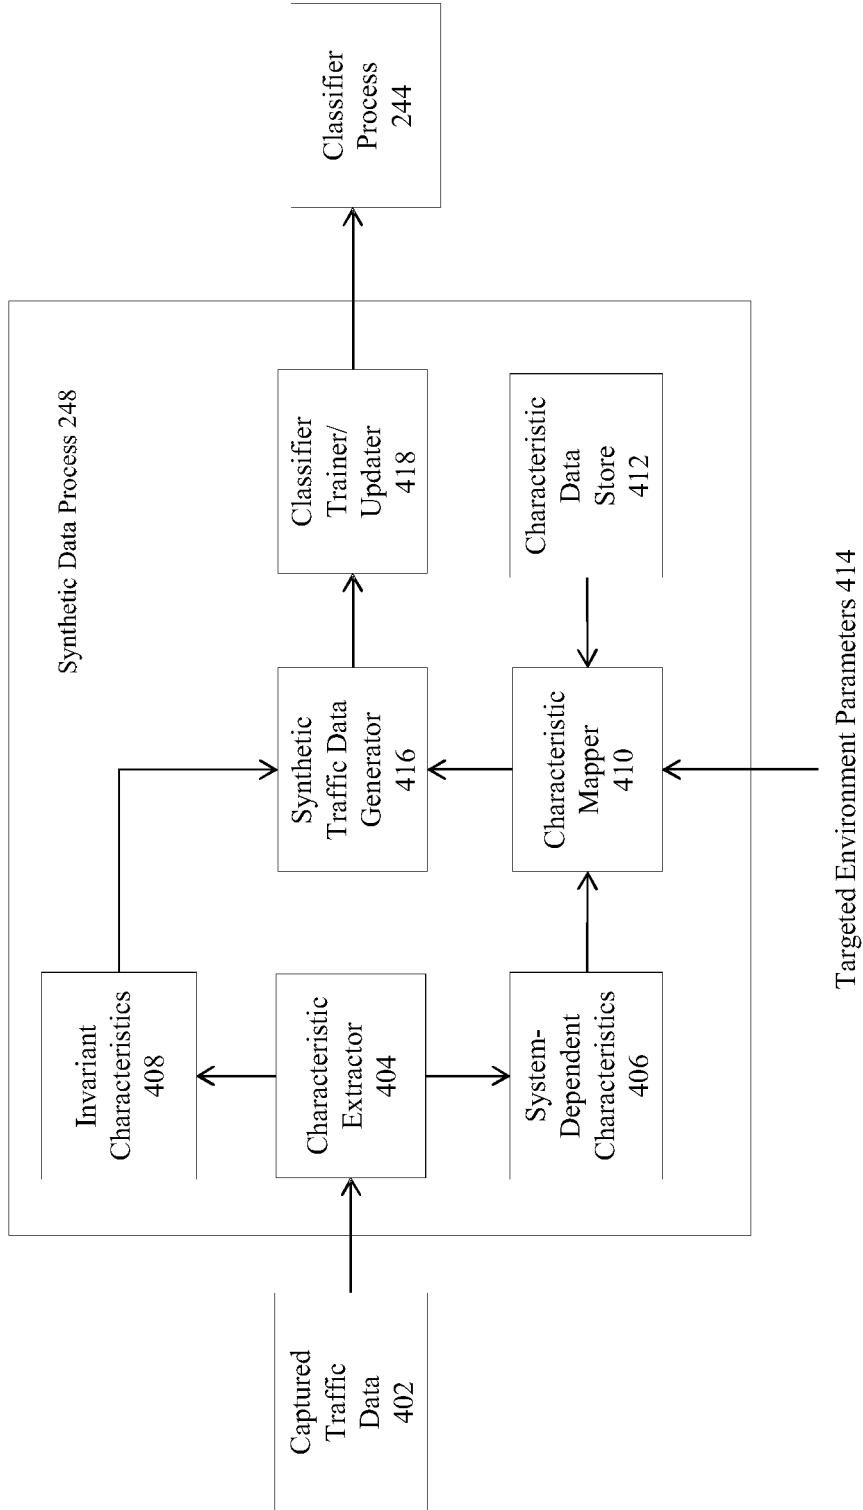 Synthetic Data Process 248
Captured
Traffic
Data
402
Invariant
Characteristics
408
Characteristic
Extractor
404
System-
Dependent
Characteristics
406
Synthetic
Traffic Data
Generator
416
Characteristic
Mapper
410
Classifier
Trainer/
Updater
418
Characteristic
Data
Store
412
Classifier
Process
244
Targeted Environment Parameters 414